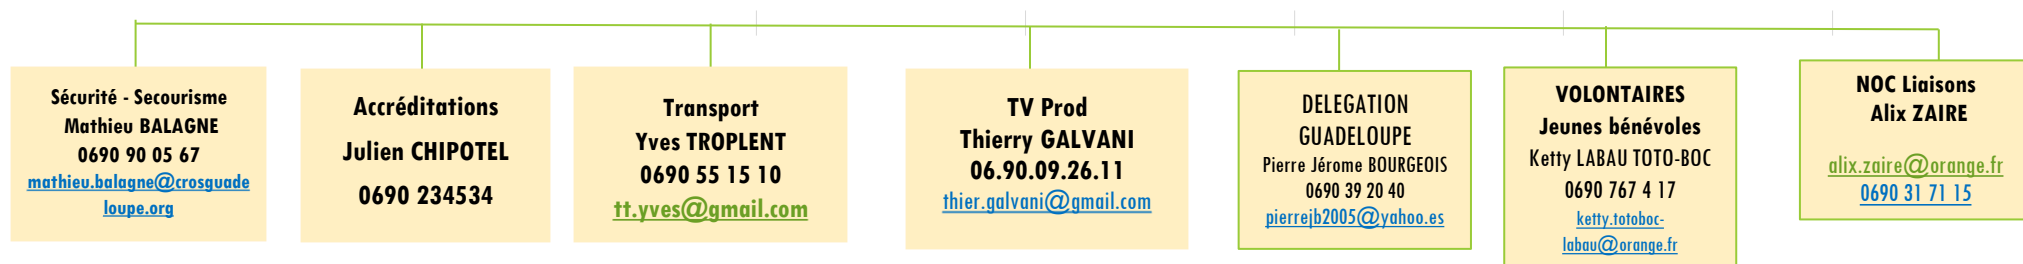 Sécurité - Secourisme
Mathieu BALAGNE
0690 90 05 67
mathieu.balagne@crosguade
loupe.org
Accréditations
Julien CHIPOTEL
0690 234534
Transport
Yves TROPLENT
0690 55 15 10
tt.yves@gmail.com
TV Prod
Thierry GALVANI
06.90.09.26.11
thier.galvani@gmail.com
DELEGATION
GUADELOUPE
Pierre Jérome BOURGEOIS
0690 39 20 40
pierrejb2005@yahoo.es
VOLONTAIRES
Jeunes bénévoles
Ketty LABAU TOTO-BOC
0690 767 4 17
ketty.totoboc-
labau@orange.fr
NOC Liaisons
Alix ZAIRE
alix.zaire@orange.fr
0690 31 71 15